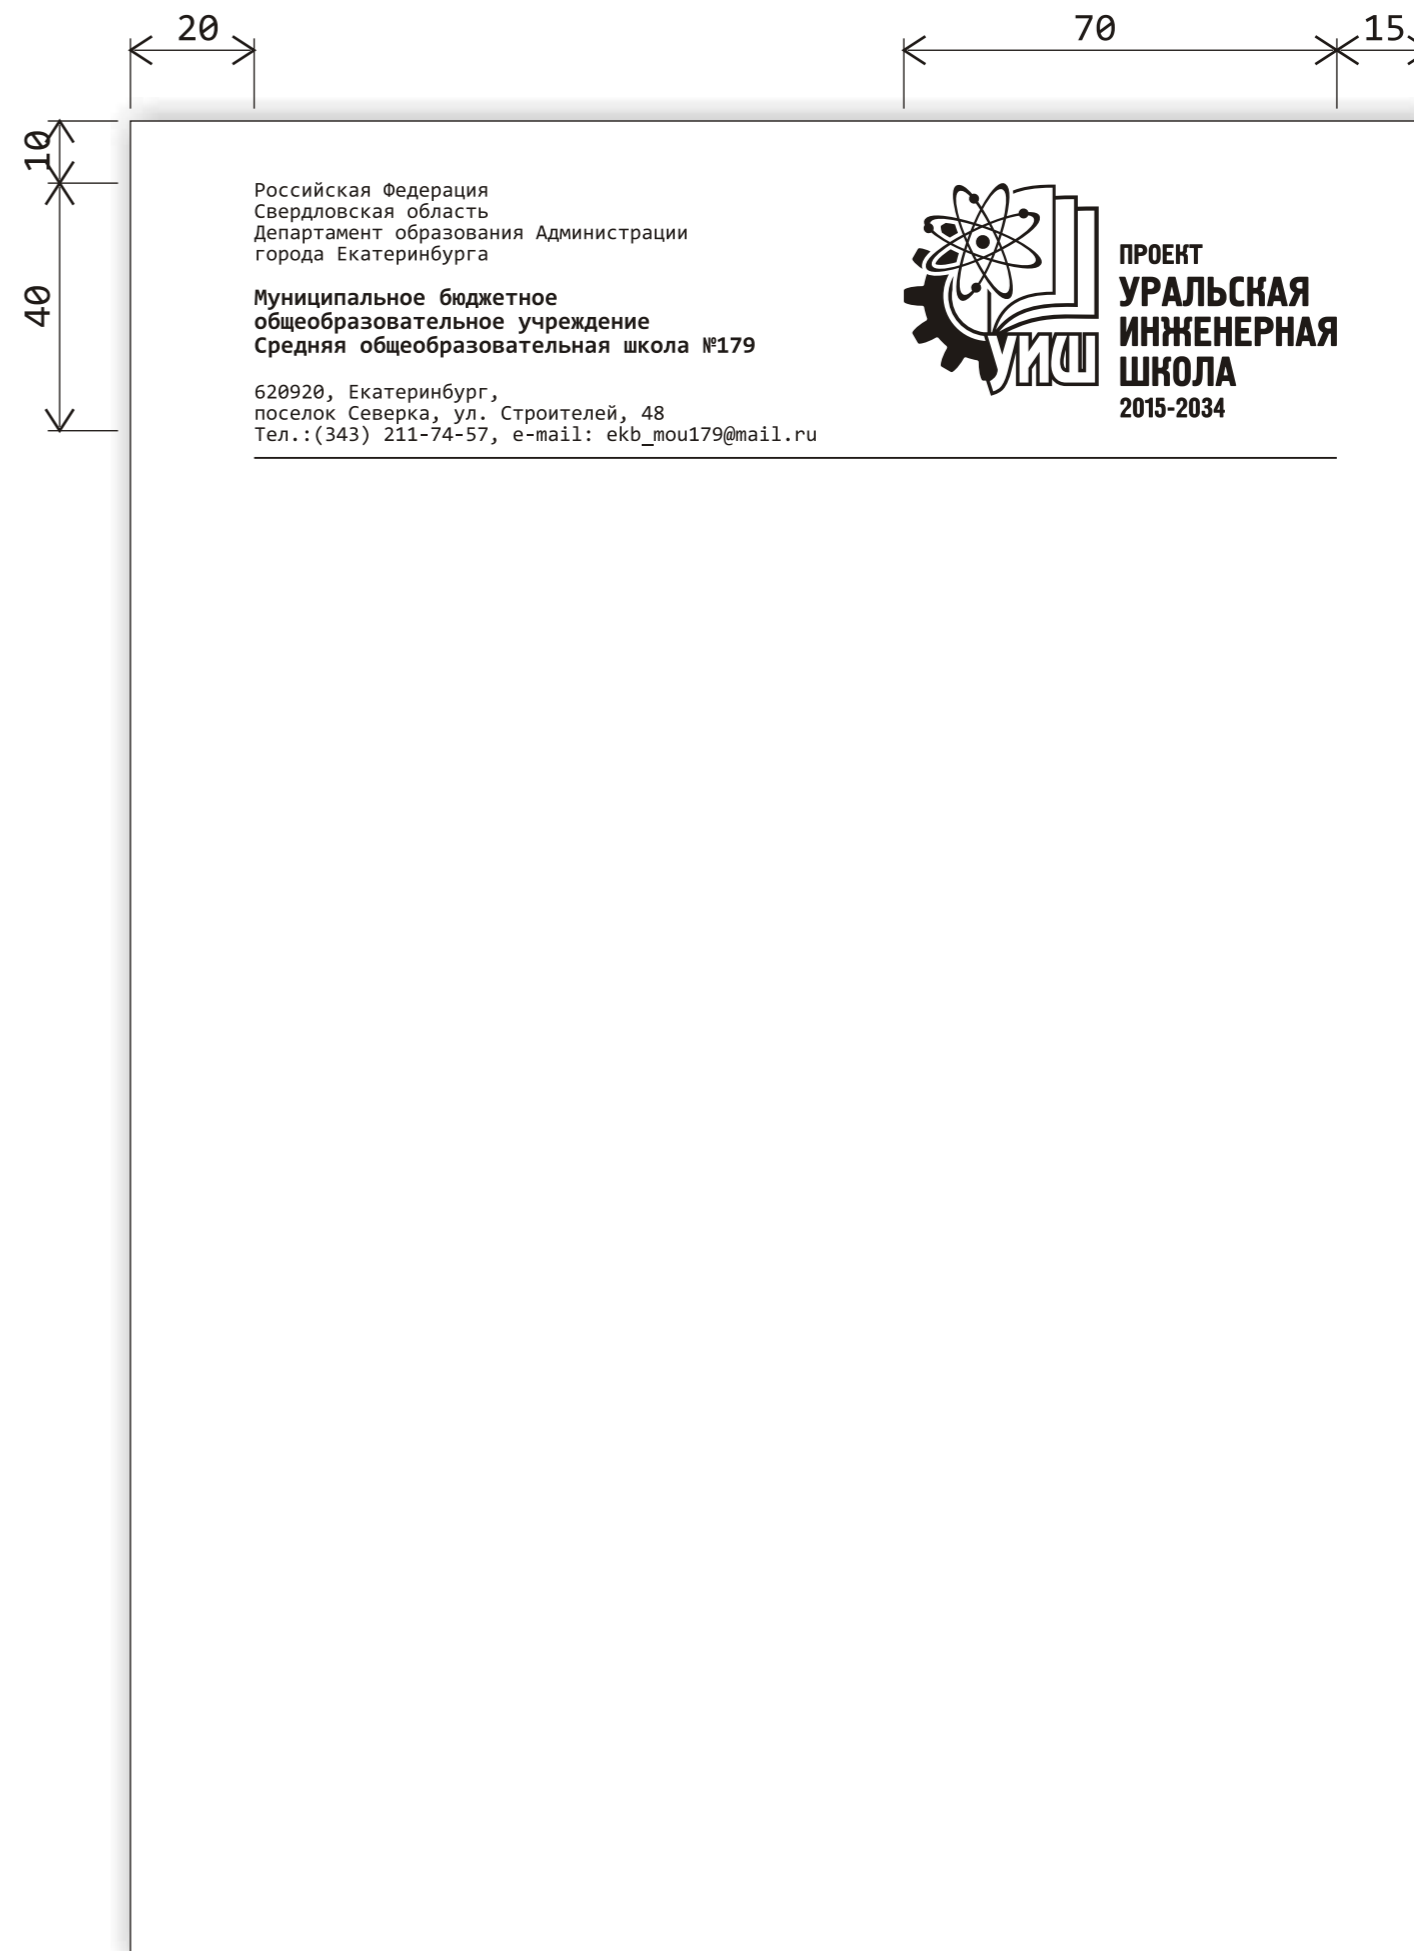 20
70
15
10
40
Российская Федерация
Свердловская область
Департамент образования Администрации
города Екатеринбурга
Муниципальное бюджетное
общеобразовательное учреждение
Средняя общеобразовательная школа №179
620920, Екатеринбург,
поселок Северка, ул. Строителей, 48
Тел.:(343) 211-74-57, e-mail: ekb_mou179@mail.ru
УИШ
ПРОЕКТ
УРАЛЬСКАЯ
ИНЖЕНЕРНАЯ
ШКОЛА
2015-2034